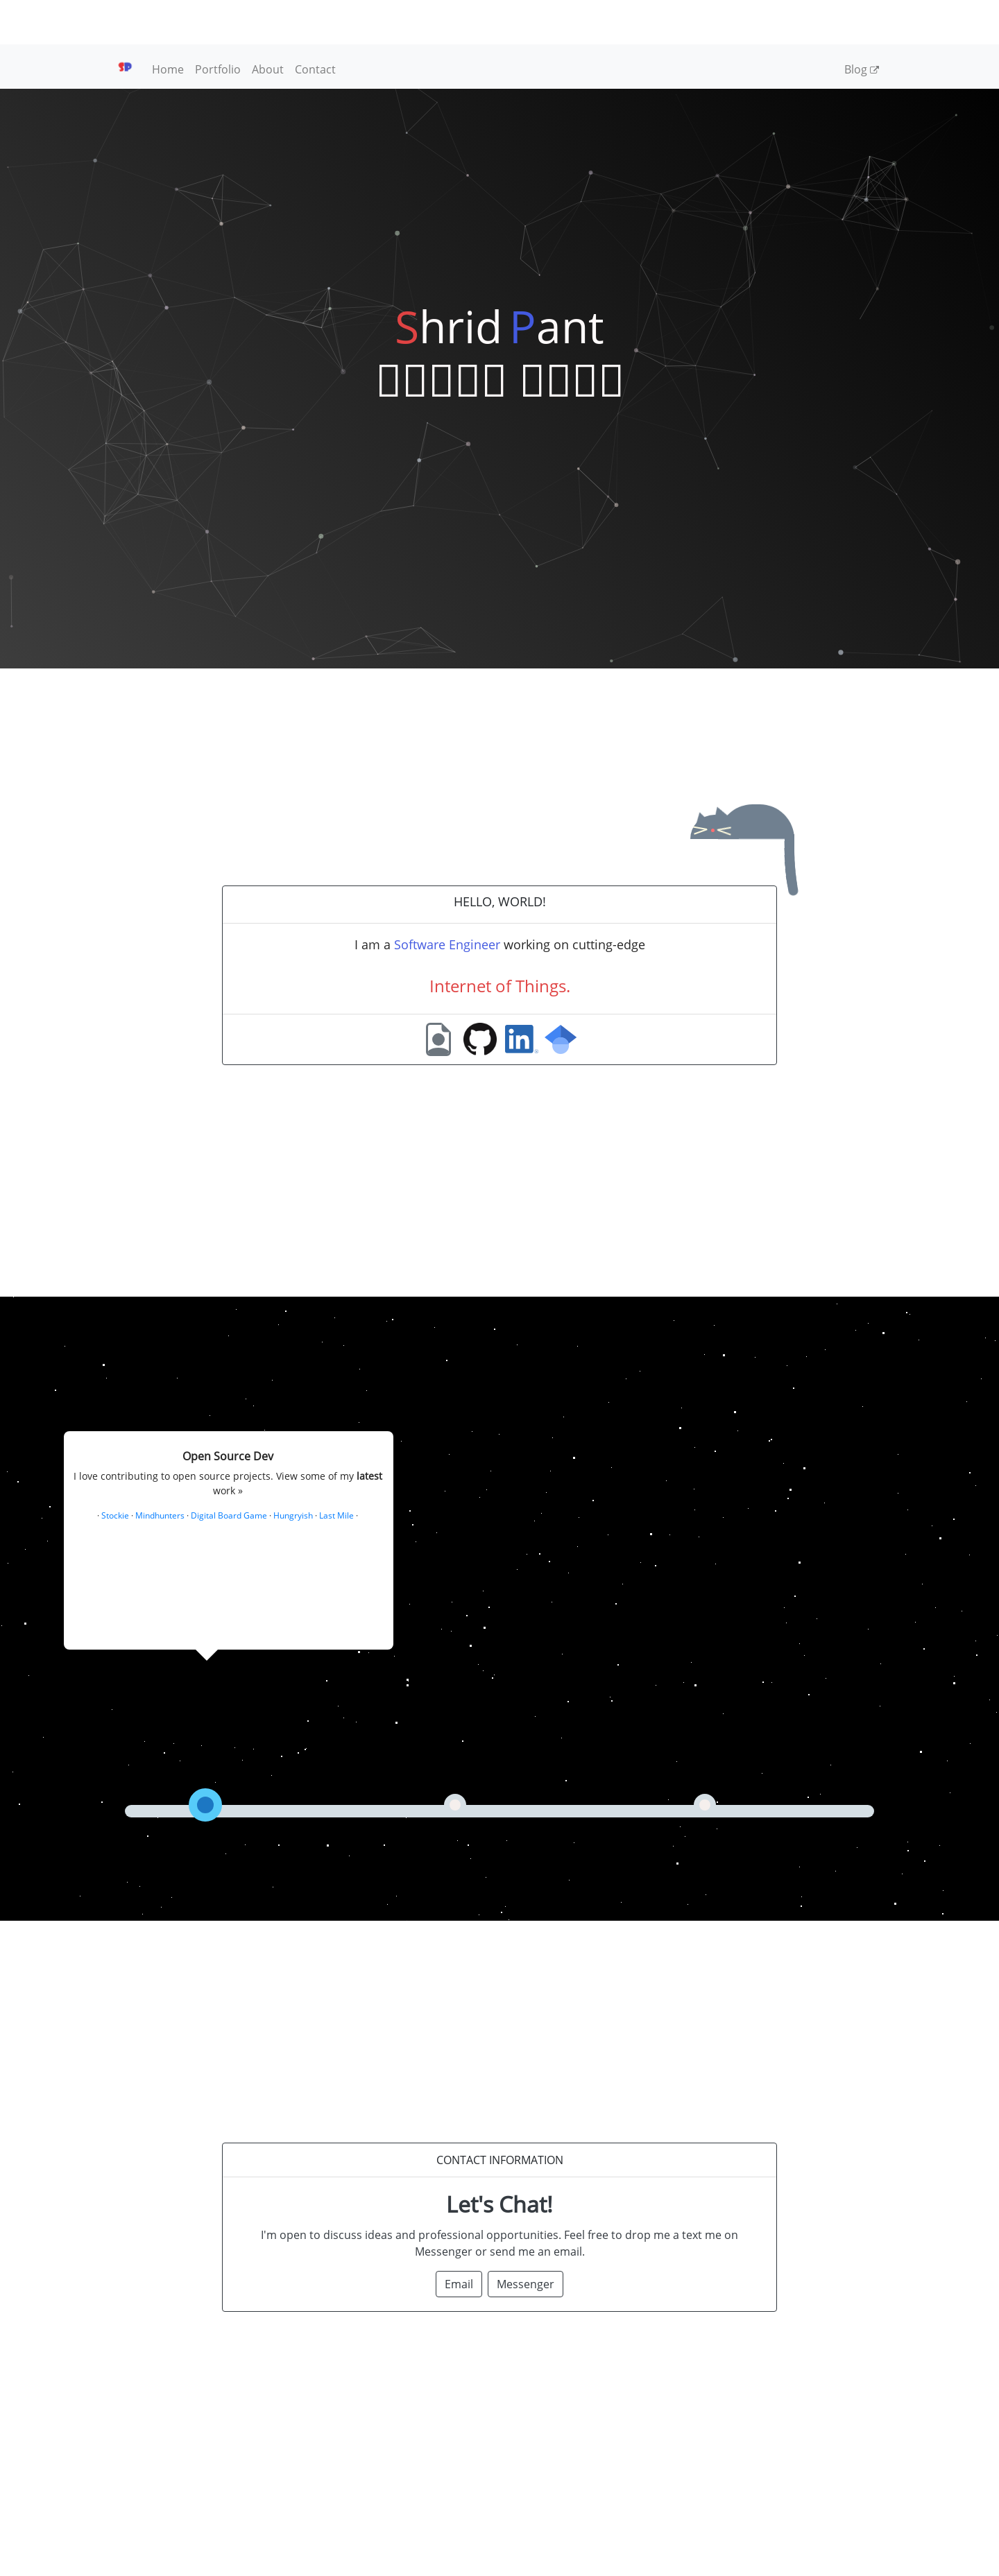 SP
Home Portfolio About Contact Blog
Shrid Pant
HELLO, WORLD!
I am a Software Engineer working on cutting-edge
Internet of Things.
in
Open Source Dev
I love contributing to open source projects. View some of my latest
work »
· Stockie · Mindhunters · Digital Board Game · Hungryish · Last Mile ·
CONTACT INFORMATION
Let's Chat!
I'm open to discuss ideas and professional opportunities. Feel free to drop me a text me on
Messenger or send me an email.
Email Messenger